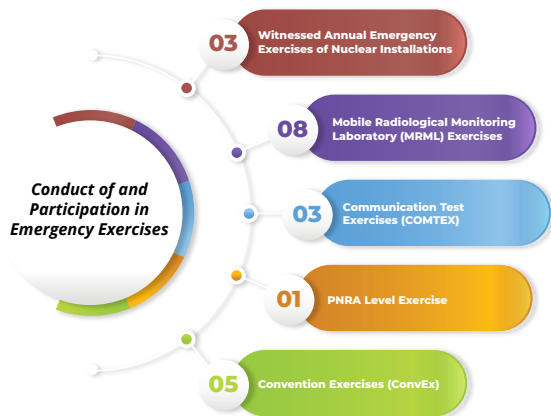 Conduct of and
Participation in
Emergency Exercises
03
Witnessed Annual Emergency
Exercises of Nuclear Installations
08
Mobile Radiological Monitoring
Laboratory (MRML) Exercises
03
Communication Test
Exercises (COMTEX)
01
PNRA Level Exercise
05
Convention Exercises (ConvEx)